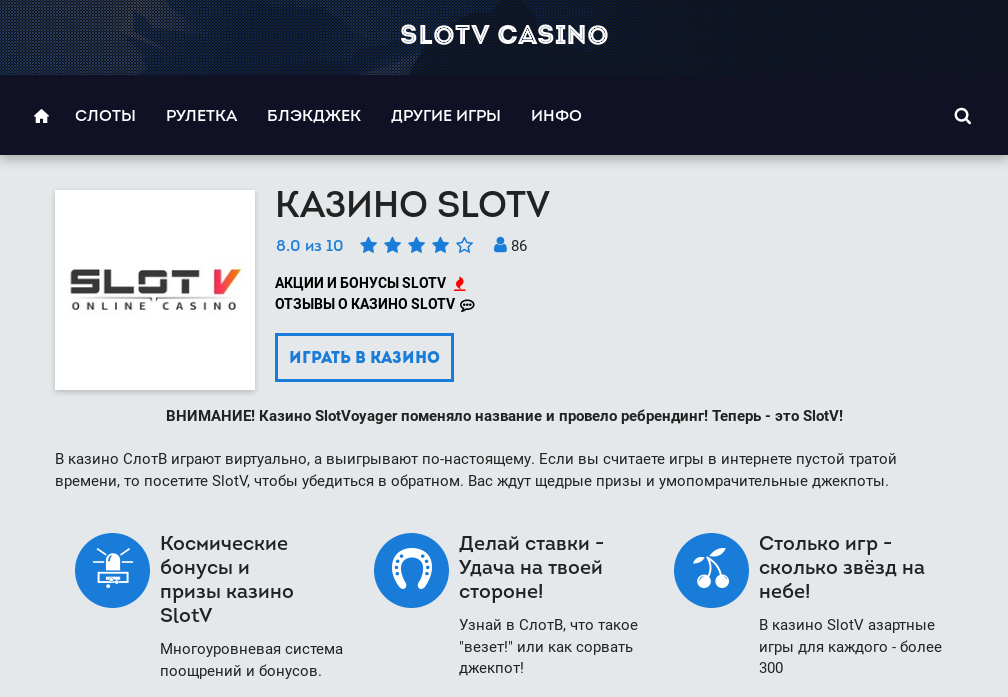 SLOTV CASINO
СЛОТЫ РУЛЕТКА БЛЭКДЖЕК ДРУГИЕ ИГРЫ ИНФО
SLOT V
ONLINE CASINO
КАЗИНО SLOTV
8.0 из 10 86
АКЦИИ И БОНУСЫ SLOTV
ОТЗЫВЫ О КАЗИНО SLOTV
ИГРАТЬ В КАЗИНО
ВНИМАНИЕ! Казино SlotVoyager поменяло название и провело ребрендинг! Теперь - это SlotV!
В казино СлотВ играют виртуально, а выигрывают по-настоящему. Если вы считаете игры в интернете пустой тратой
времени, то посетите SlotV, чтобы убедиться в обратном. Вас ждут щедрые призы и умопомрачительные джекпоты.
Космические
бонусы и
призы казино
SlotV
Многоуровневая система
поощрений и бонусов.
Делай ставки -
Удача на твоей
стороне!
Узнай в СлотВ, что такое
"везет!" или как сорвать
джекпот!
Столько игр -
сколько звёзд на
небе!
В казино SlotV азартные
игры для каждого - более
300